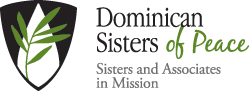 Dominican
Sisters of Peace
Sisters and Associates
in Mission